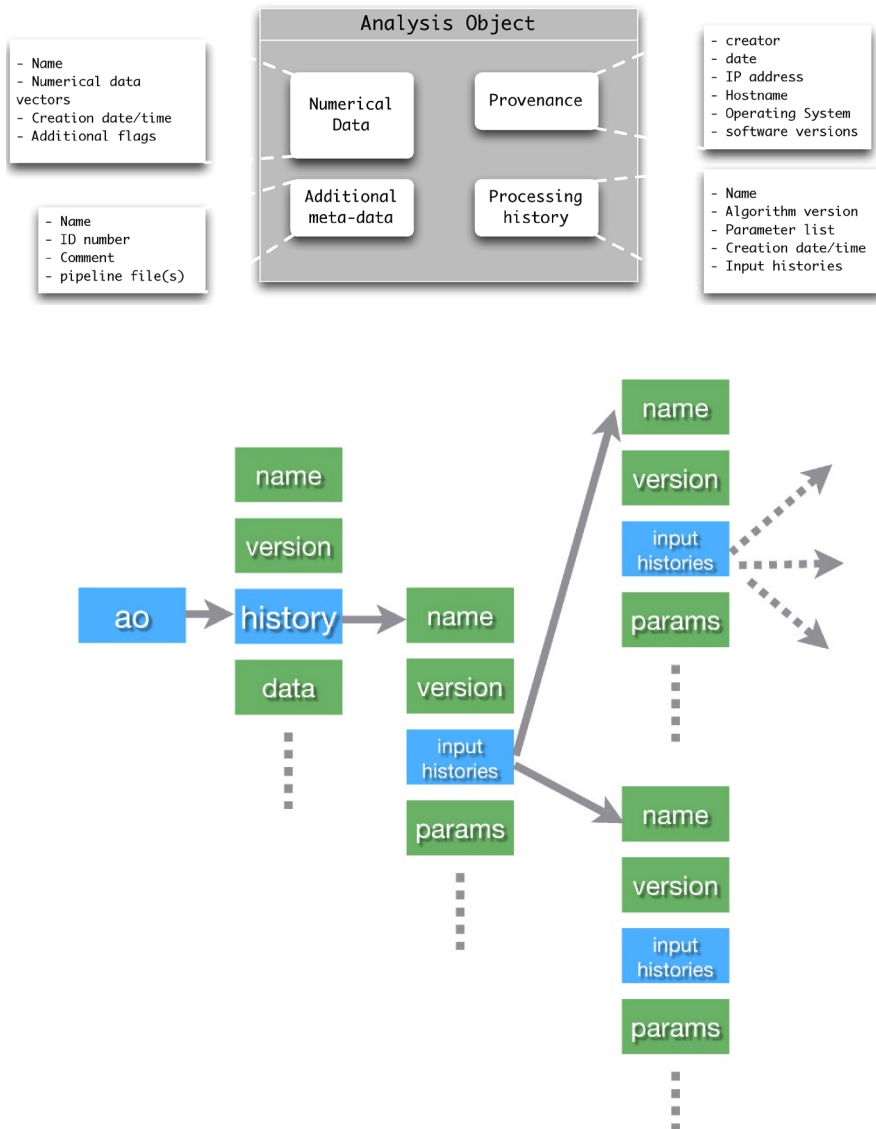 Analysis Object
- Name
- Numerical data
vectors
- Creation date/time
- Additional flags
Numerical
Data
Provenance
- creator
- date
- IP address
- Hostname
- Operating System
- software versions
- Name
- ID number
- Comment
- pipeline file(s)
Additional
meta-data
Processing
history
- Name
- Algorithm version
- Parameter list
- Creation date/time
- Input histories
ao
name
version
history
data
name
version
input
histories
params
name
version
input
histories
params
name
version
input
histories
params